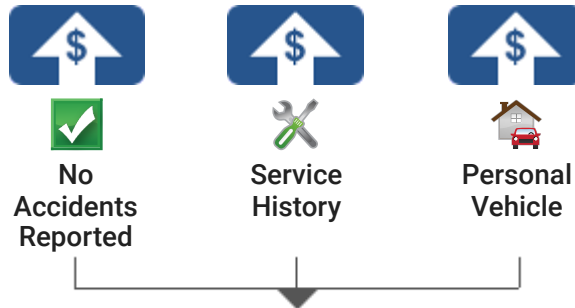 $ $ $
No Accidents Reported
Service History
Personal Vehicle